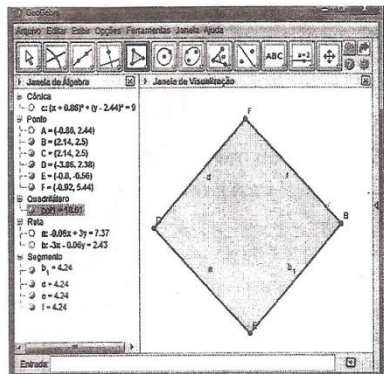 GeoGebra
Arquivo Editar Exibir Opções Ferramentas Janela Ajuda
ABC
a=2
Janela de Álgebra
Janela de Visualização
Cônica
c: (x + 0.86)² + (y - 2.44)² = 9
Ponto
A = (-0.86, 2.44)
B = (2.14, 2.5)
C = (2.14, 2.5)
D = (-3.86, 2.38)
E = (-0.8, -0.56)
F = (-0.92, 5.44)
Quadrilátero
= 18.01
Reta
a: -0.06x + 3y = 7.37
b: -3x - 0.06y = 2.43
Segmento
b₁ = 4.24
d = 4.24
e = 4.24
f = 4.24
F
d
f
D
B
e
b₁
E
Entrada: